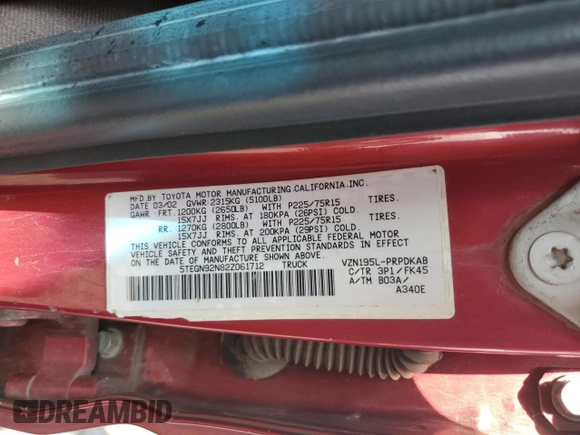 MFD.BY TOYOTA MOTOR MANUFACTURING.CALIFORNIA.INC.
DATE 03/02 GVWR 2315KG (5100LB)
GAWR FRT.1200KG (2650LB) WITH P225/75R15 TIRES.
15X7JJ RIMS. AT 180KPA (26PSI) COLD.
RR. 1270KG (2800LB) WITH P225/75R15 TIRES.
15X7JJ RIMS. AT 200KPA (29PSI) COLD.
THIS VEHICLE CONFORMS TO ALL APPLICABLE FEDERAL MOTOR
VEHICLE SAFETY AND THEFT PREVENTION STANDARDS IN EFFECT
ON THE DATE OF MANUFACTURE SHOWN ABOVE.
5TEGN92N82Z061712 TRUCK
VZN195L-PRPDKAB
C/TR 3P1/FK45
A/TM B03A/
A340E
DREAMBID